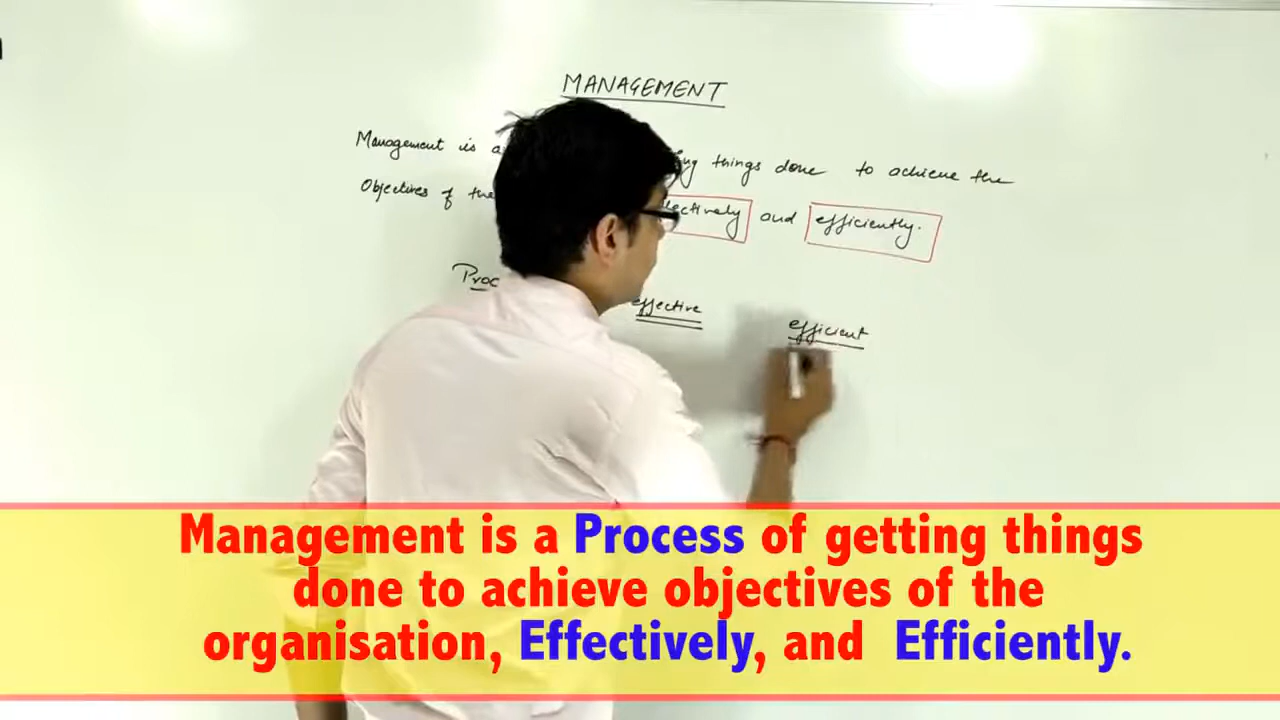 MANAGEMENT
Management is a things done to achieve the
Objectives of the and efficiently.
effective
efficient
Management is a Process of getting things
done to achieve objectives of the
organisation, Effectively, and Efficiently.